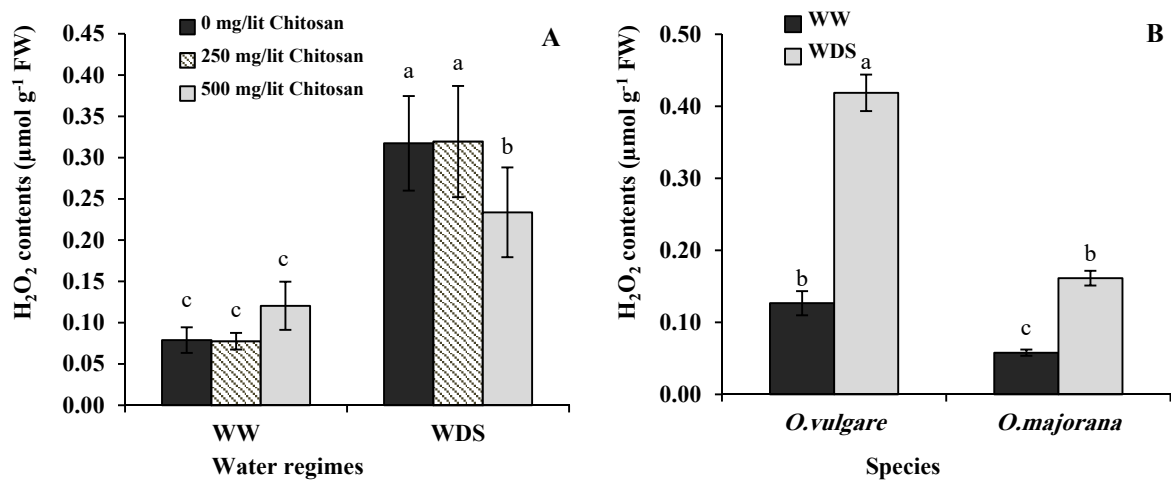 H₂O₂ contents (µmol g⁻¹ FW)
0.45
0.40
0.35
0.30
0.25
0.20
0.15
0.10
0.05
0.00
0 mg/lit Chitosan
250 mg/lit Chitosan
500 mg/lit Chitosan
A
c
c
c
a
a
b
WW
WDS
Water regimes
H₂O₂ contents (µmol g⁻¹ FW)
0.50
0.40
0.30
0.20
0.10
0.00
WW
WDS
B
b
a
c
b
O.vulgare
O.majorana
Species